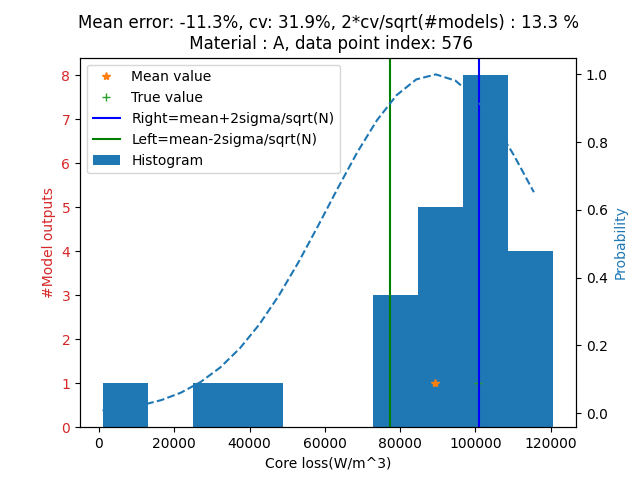 Mean error: -11.3%, cv: 31.9%, 2*cv/sqrt(#models) : 13.3 %
Material : A, data point index: 576
Mean value
True value
Right=mean+2sigma/sqrt(N)
Left=mean-2sigma/sqrt(N)
Histogram
#Model outputs
8
7
6
5
4
3
2
1
0
Probability
1.0
0.8
0.6
0.4
0.2
0.0
0
20000
40000
60000
80000
100000
120000
Core loss(W/m^3)